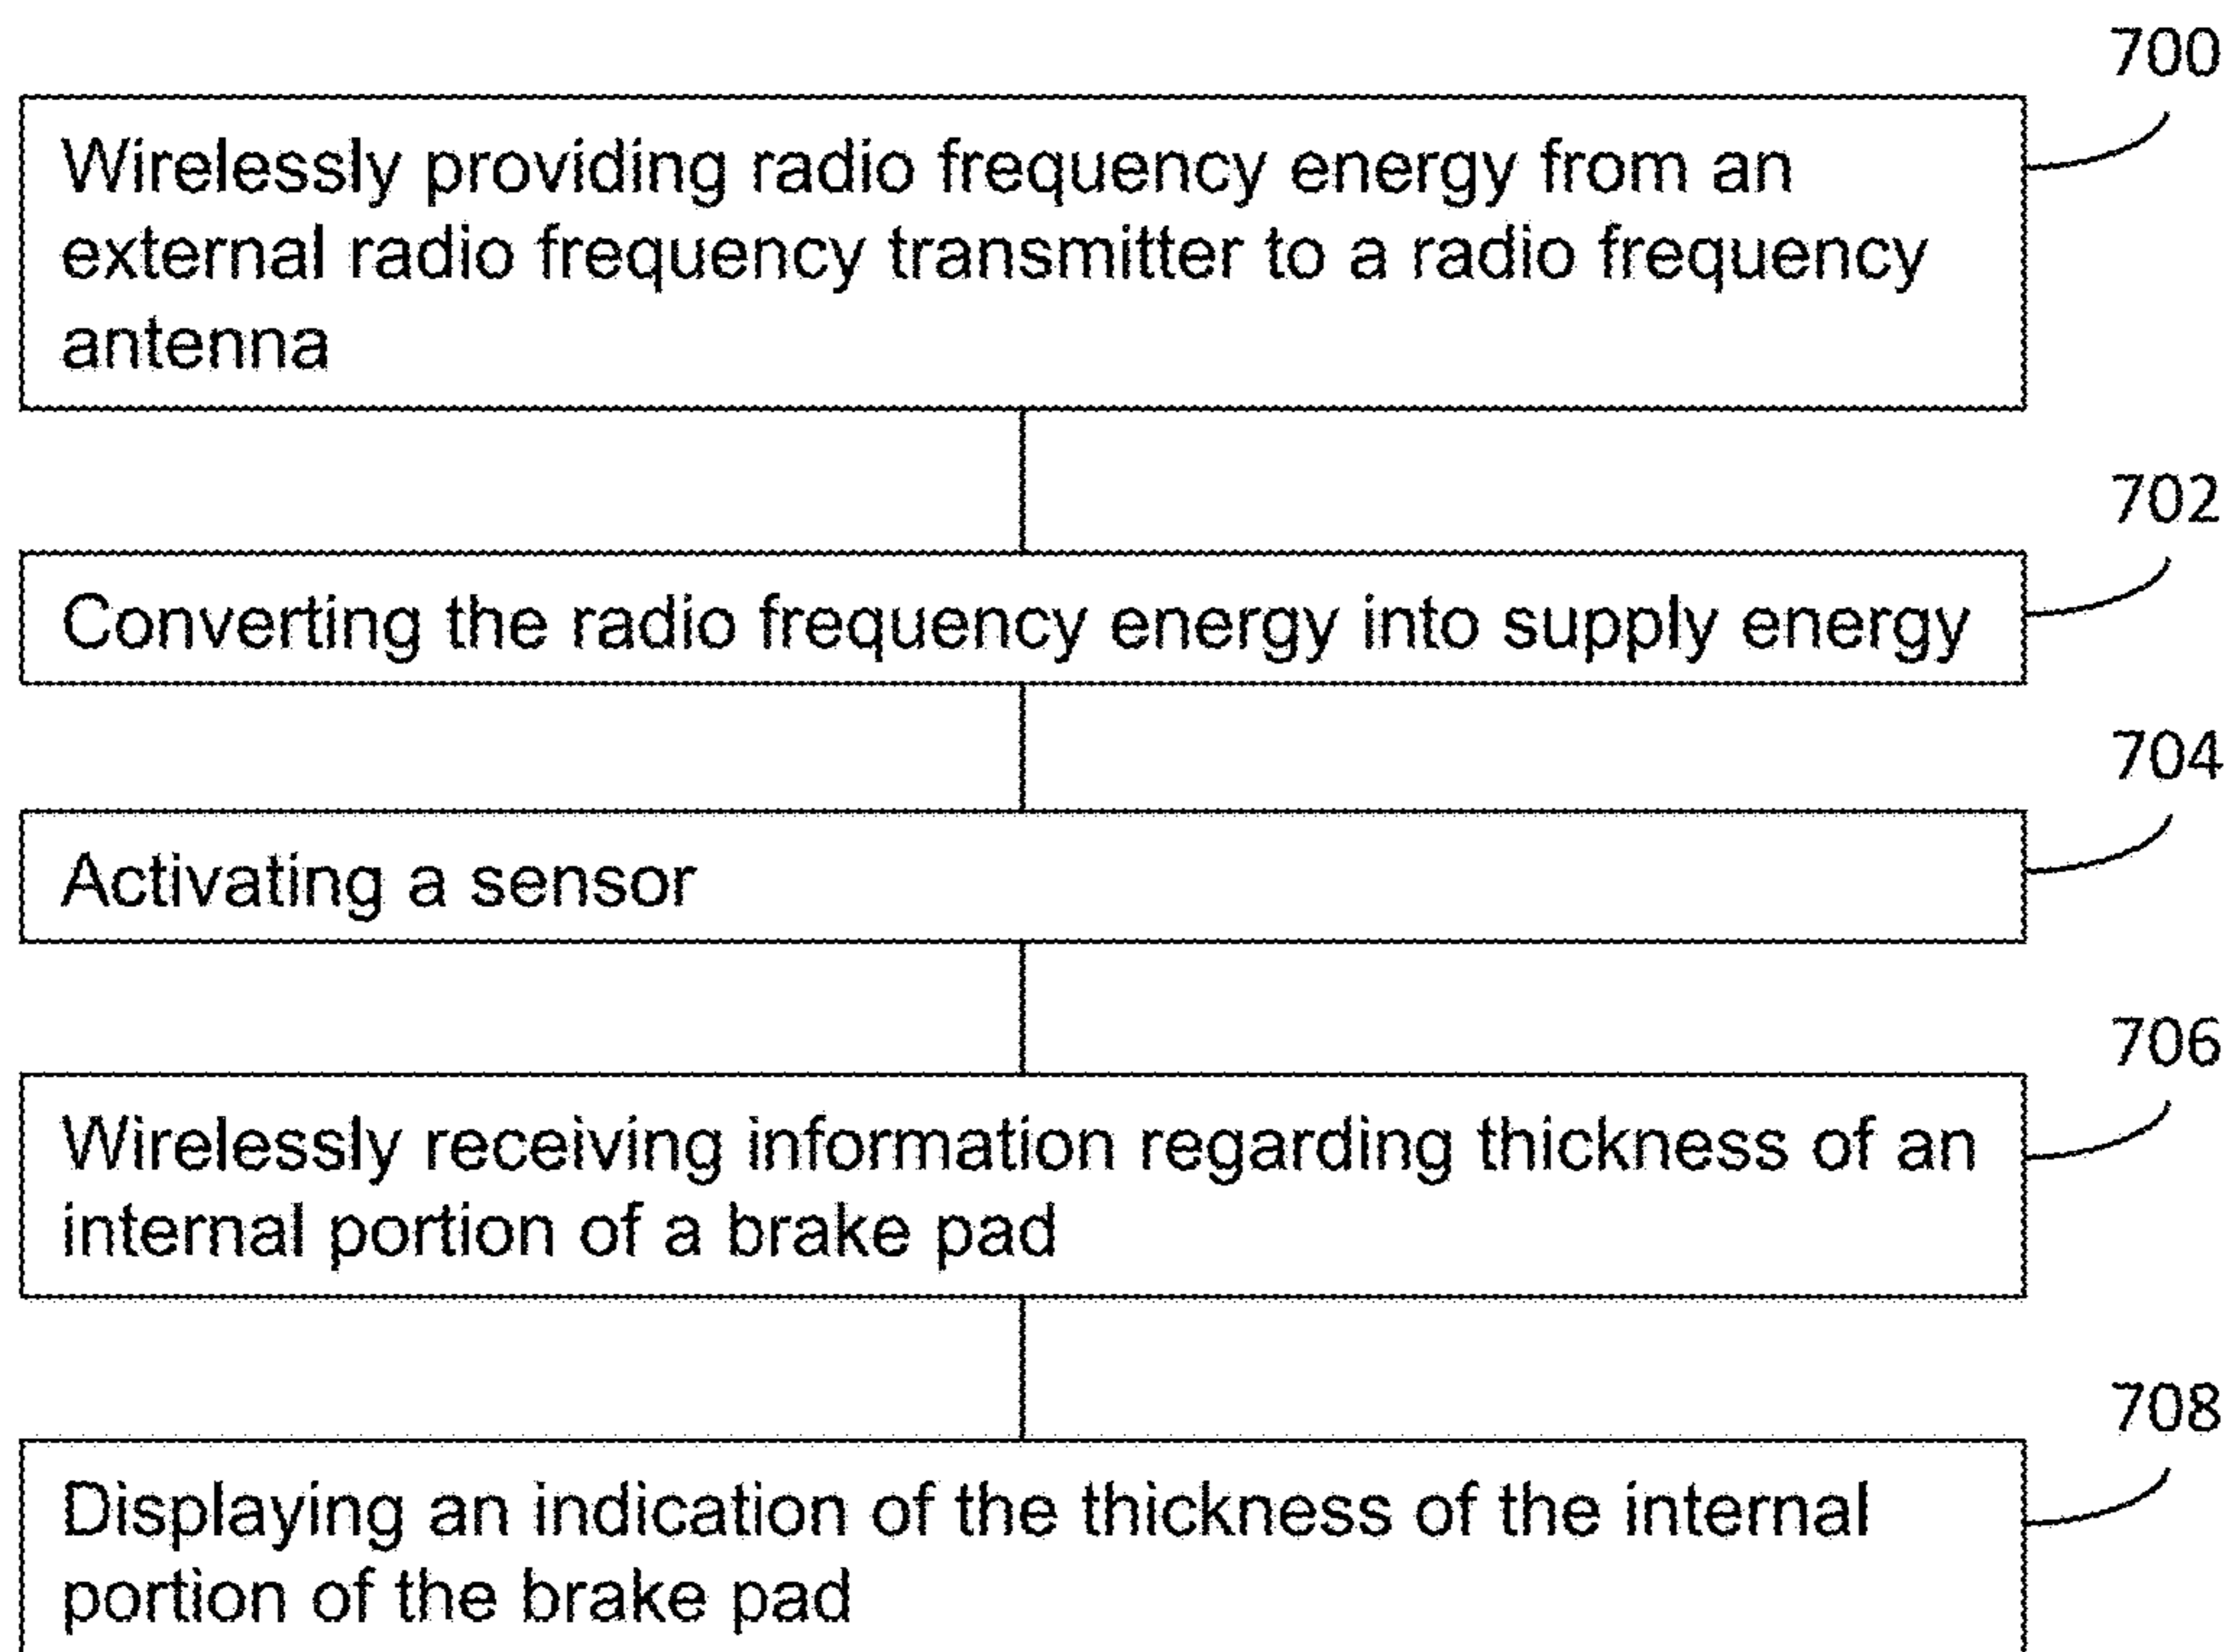 700
Wirelessly providing radio frequency energy from an
external radio frequency transmitter to a radio frequency
antenna
702
Converting the radio frequency energy into supply energy
704
Activating a sensor
706
Wirelessly receiving information regarding thickness of an
internal portion of a brake pad
708
Displaying an indication of the thickness of the internal
portion of the brake pad